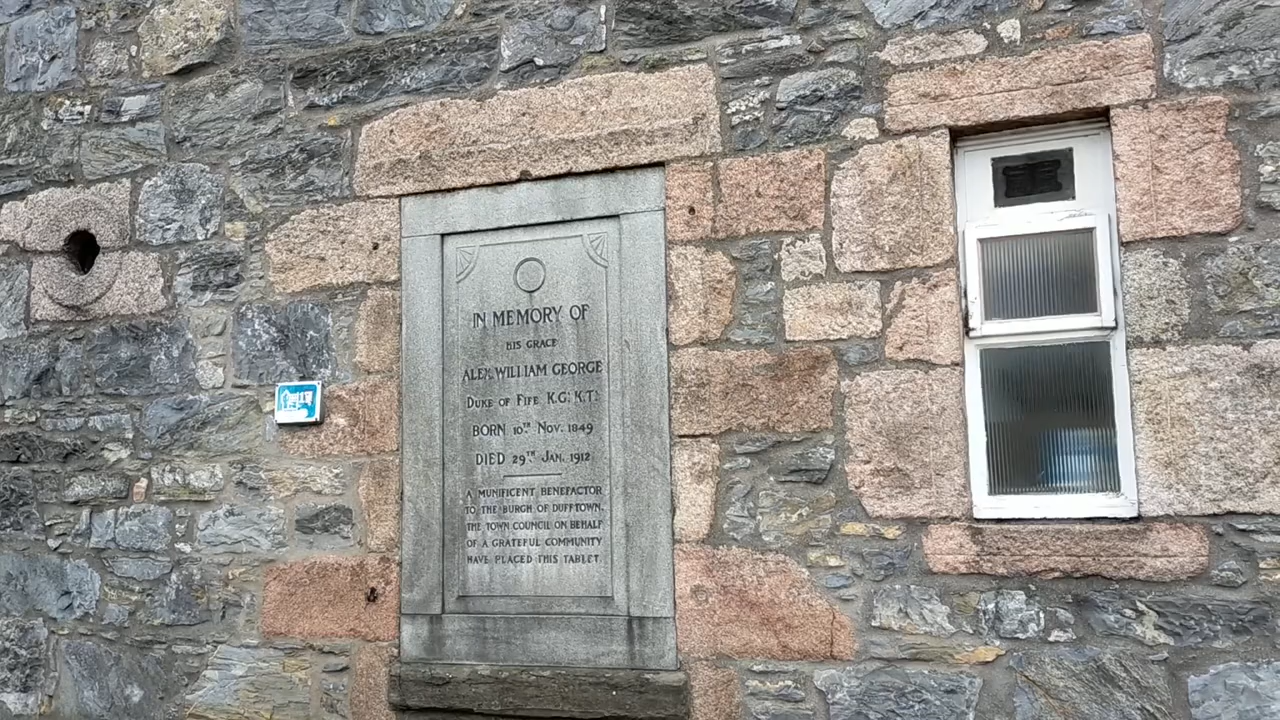 IN MEMORY OF
HIS GRACE
ALEX. WILLIAM GEORGE
DUKE OF FIFE K.G. K.T.
BORN 10TH NOV. 1849
DIED 29TH JAN. 1912
A MUNIFICENT BENEFACTOR
TO THE BURGH OF DUFFTOWN.
THE TOWN COUNCIL ON BEHALF
OF A GRATEFUL COMMUNITY
HAVE PLACED THIS TABLET.